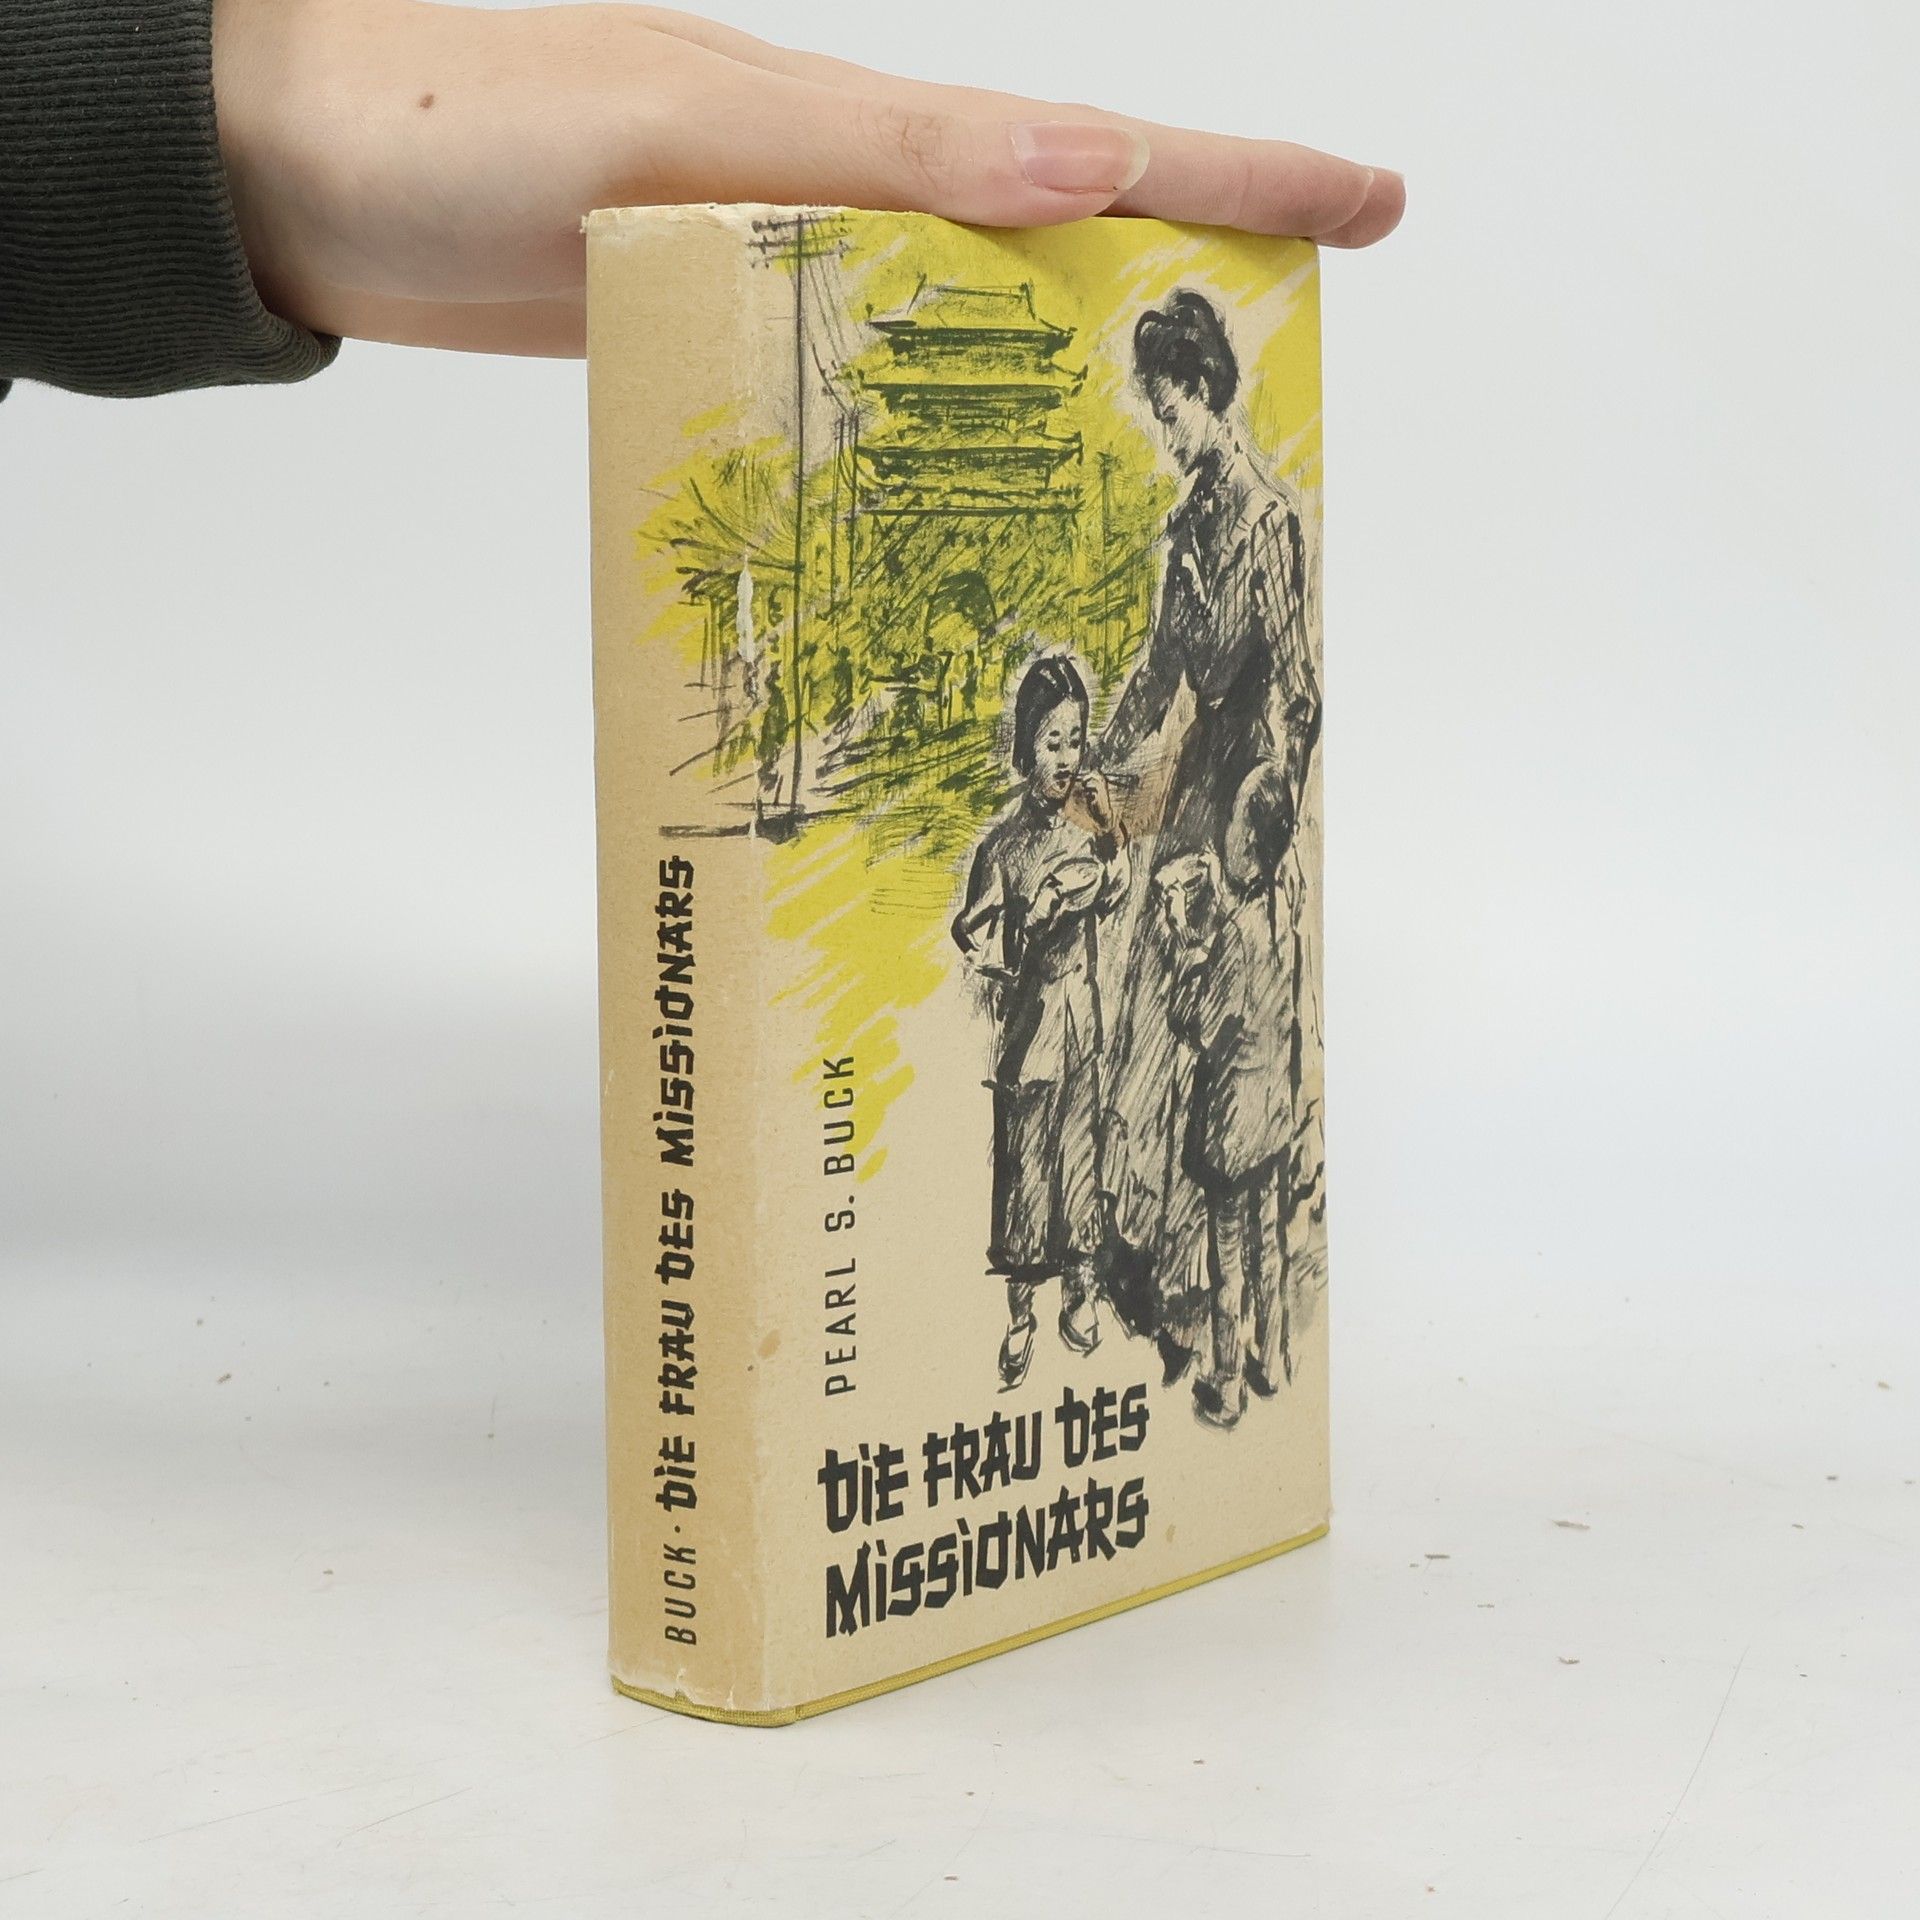 BUCK · DIE FRAU DES MISSIONARS
PEARL S. BUCK
DIE FRAU DES
MISSIONARS